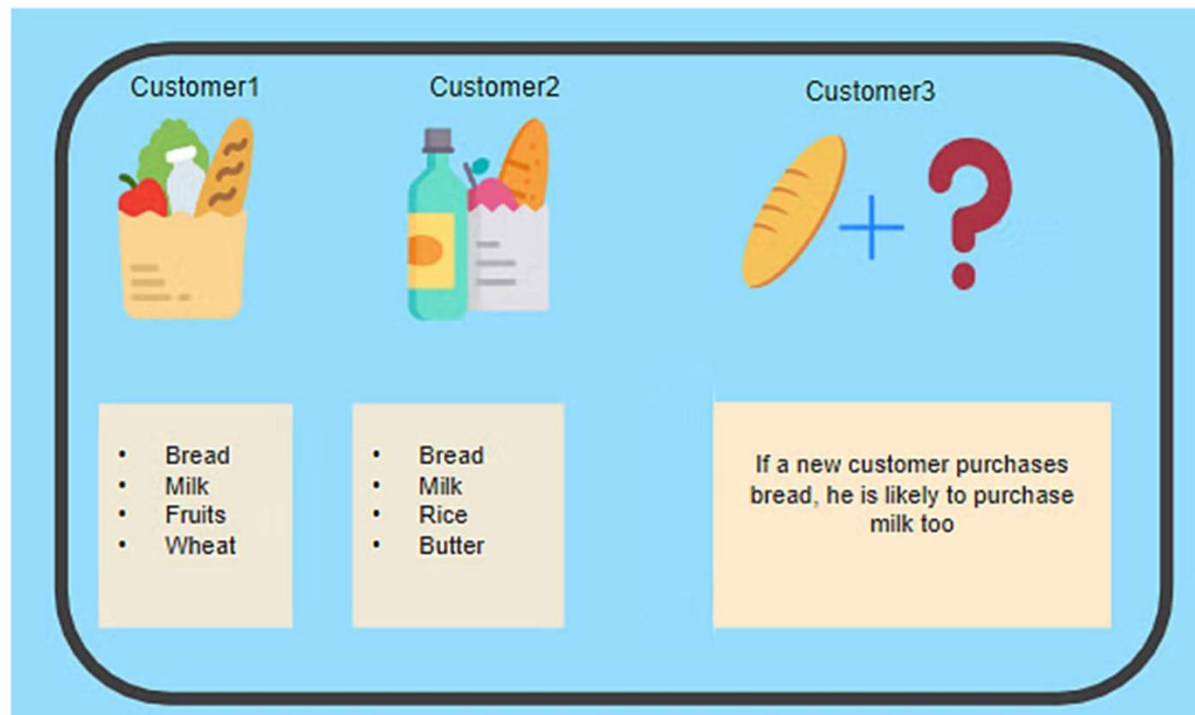 Customer1
Customer2
Customer3
• Bread
• Milk
• Fruits
• Wheat
• Bread
• Milk
• Rice
• Butter
If a new customer purchases
bread, he is likely to purchase
milk too